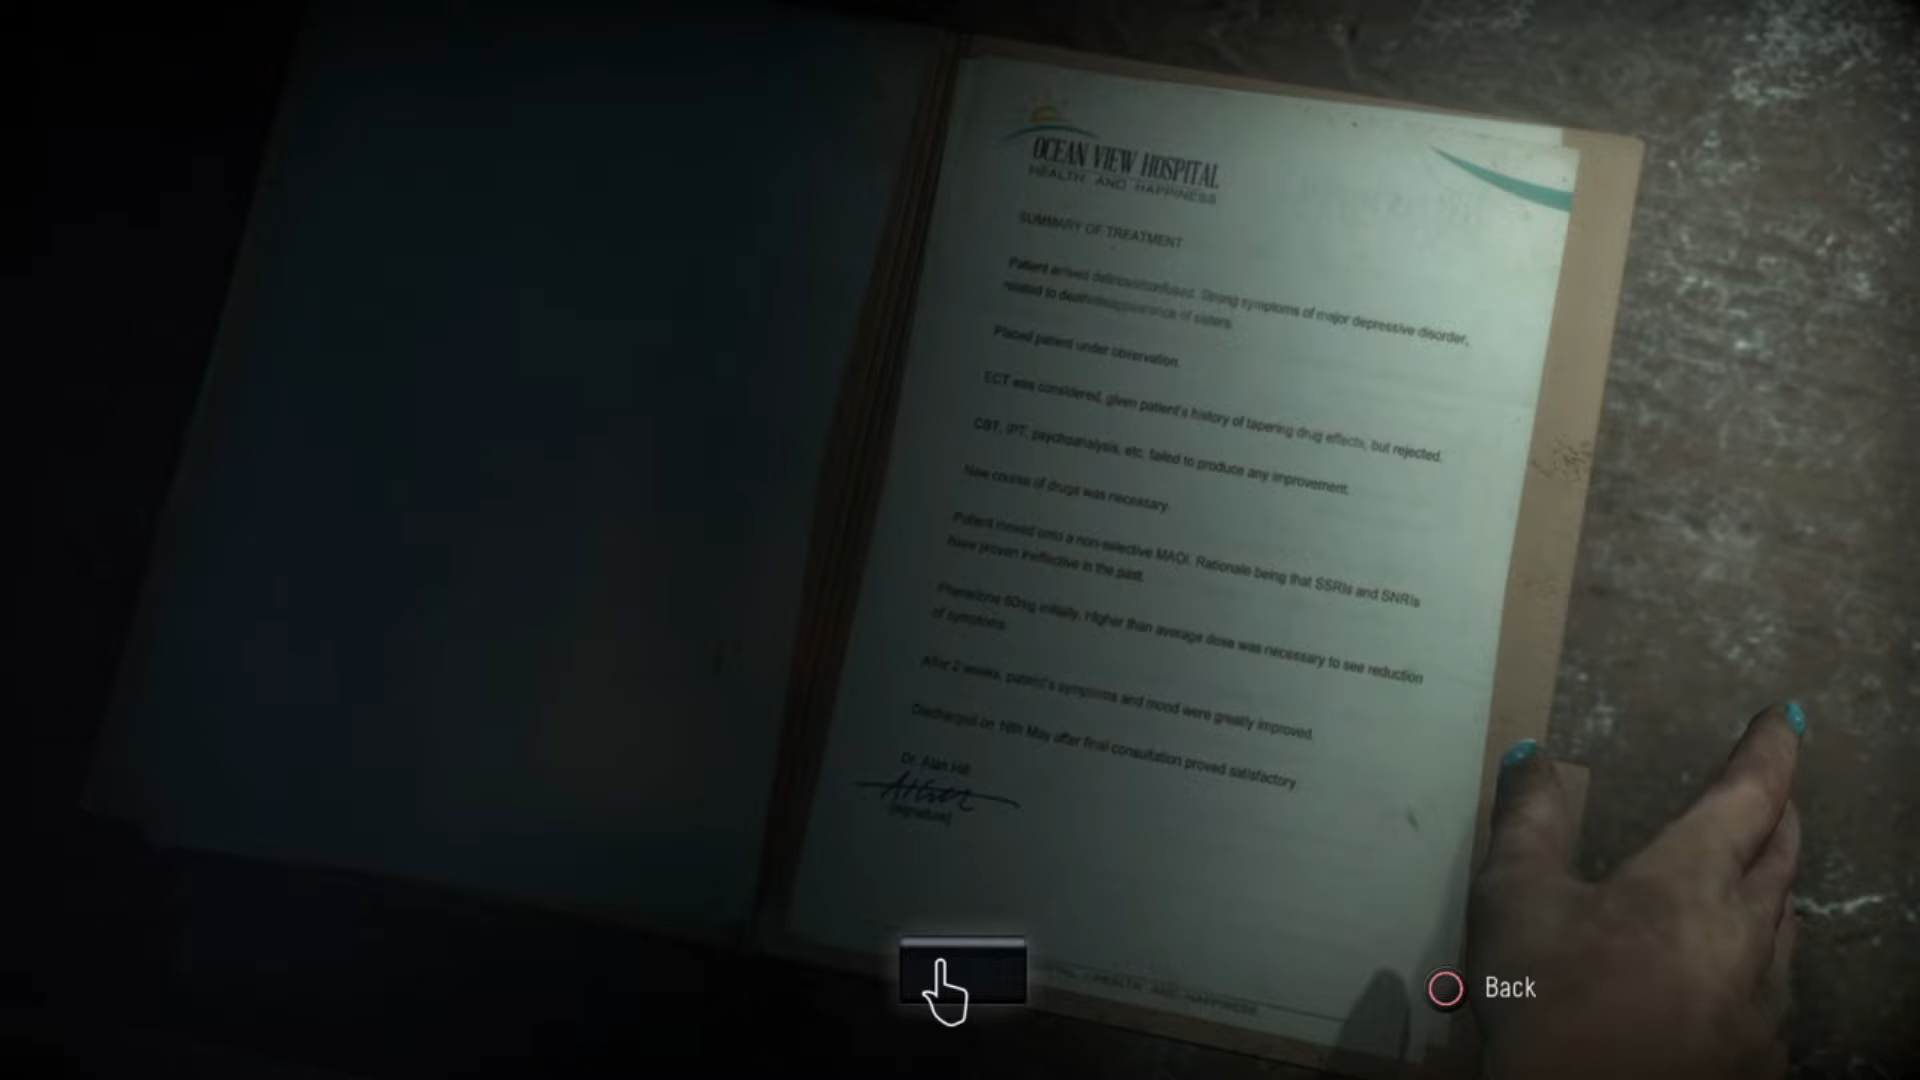 OCEAN VIEW HOSPITAL
HEALTH AND HAPPINESS
SUMMARY OF TREATMENT
Patient arrived delirious/confused. Strong symptoms of major depressive disorder,
related to death/disappearance of sisters.
Placed patient under observation.
ECT was considered, given patient's history of tapering drug effects, but rejected.
CBT, IPT, psychoanalysis, etc. failed to produce any improvement.
New course of drugs was necessary.
Patient moved onto a non-selective MAOI. Rationale being that SSRIs and SNRIs
have proven ineffective in the past.
Phenelzine 60mg initially. Higher than average dose was necessary to see reduction
of symptoms.
After 2 weeks, patient's symptoms and mood were greatly improved.
Discharged on May after final consultation proved satisfactory.
Dr. Alan Hill
AHill
[signature]
HEALTH AND HAPPINESS
Back